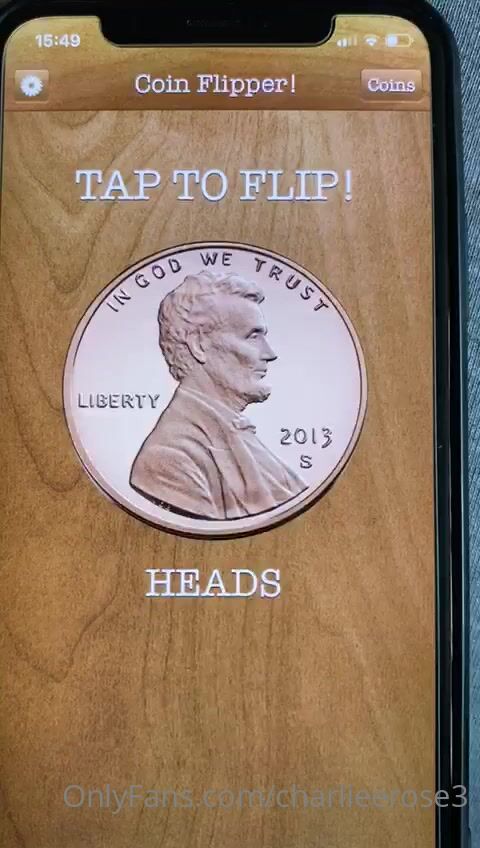 15:49
Coin Flipper!
Coins
TAP TO FLIP!
IN GOD WE TRUST
LIBERTY
2013
S
HEADS
OnlyFans.com/charlieerose3